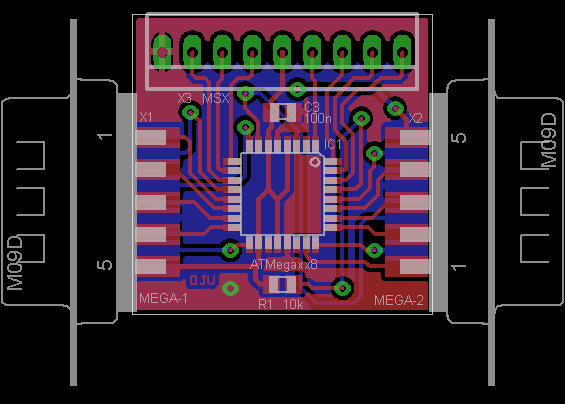 X3 MSX
C3
100n
X1
X2
1
5
IC1
M09D
M09D
5
1
ATMegaxx8
OJU
MEGA-1
MEGA-2
R1 10k